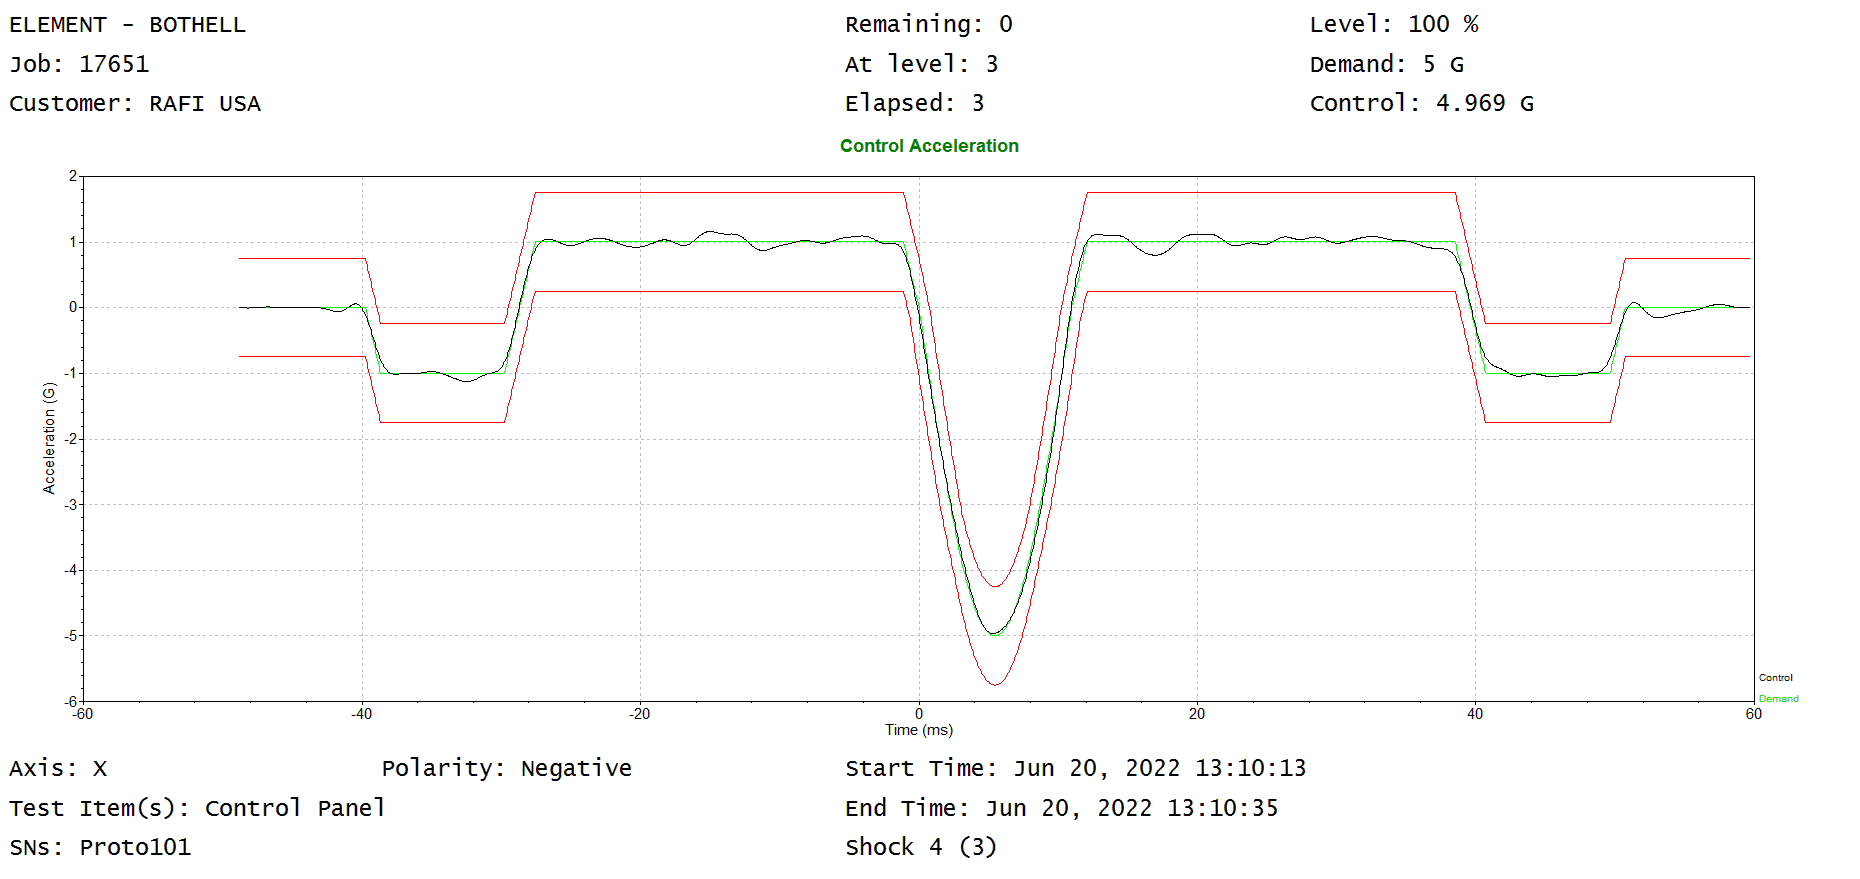 ELEMENT - BOTHELL
Remaining: 0
Level: 100 %
Job: 17651
At level: 3
Demand: 5 G
Customer: RAFI USA
Elapsed: 3
Control: 4.969 G
Control Acceleration
2
1
0
-1
-2
-3
-4
-5
-6
Acceleration (G)
-60
-40
-20
0
20
40
60
Time (ms)
Control
Demand
Axis: X
Polarity: Negative
Start Time: Jun 20, 2022 13:10:13
Test Item(s): Control Panel
End Time: Jun 20, 2022 13:10:35
SNs: Proto101
Shock 4 (3)